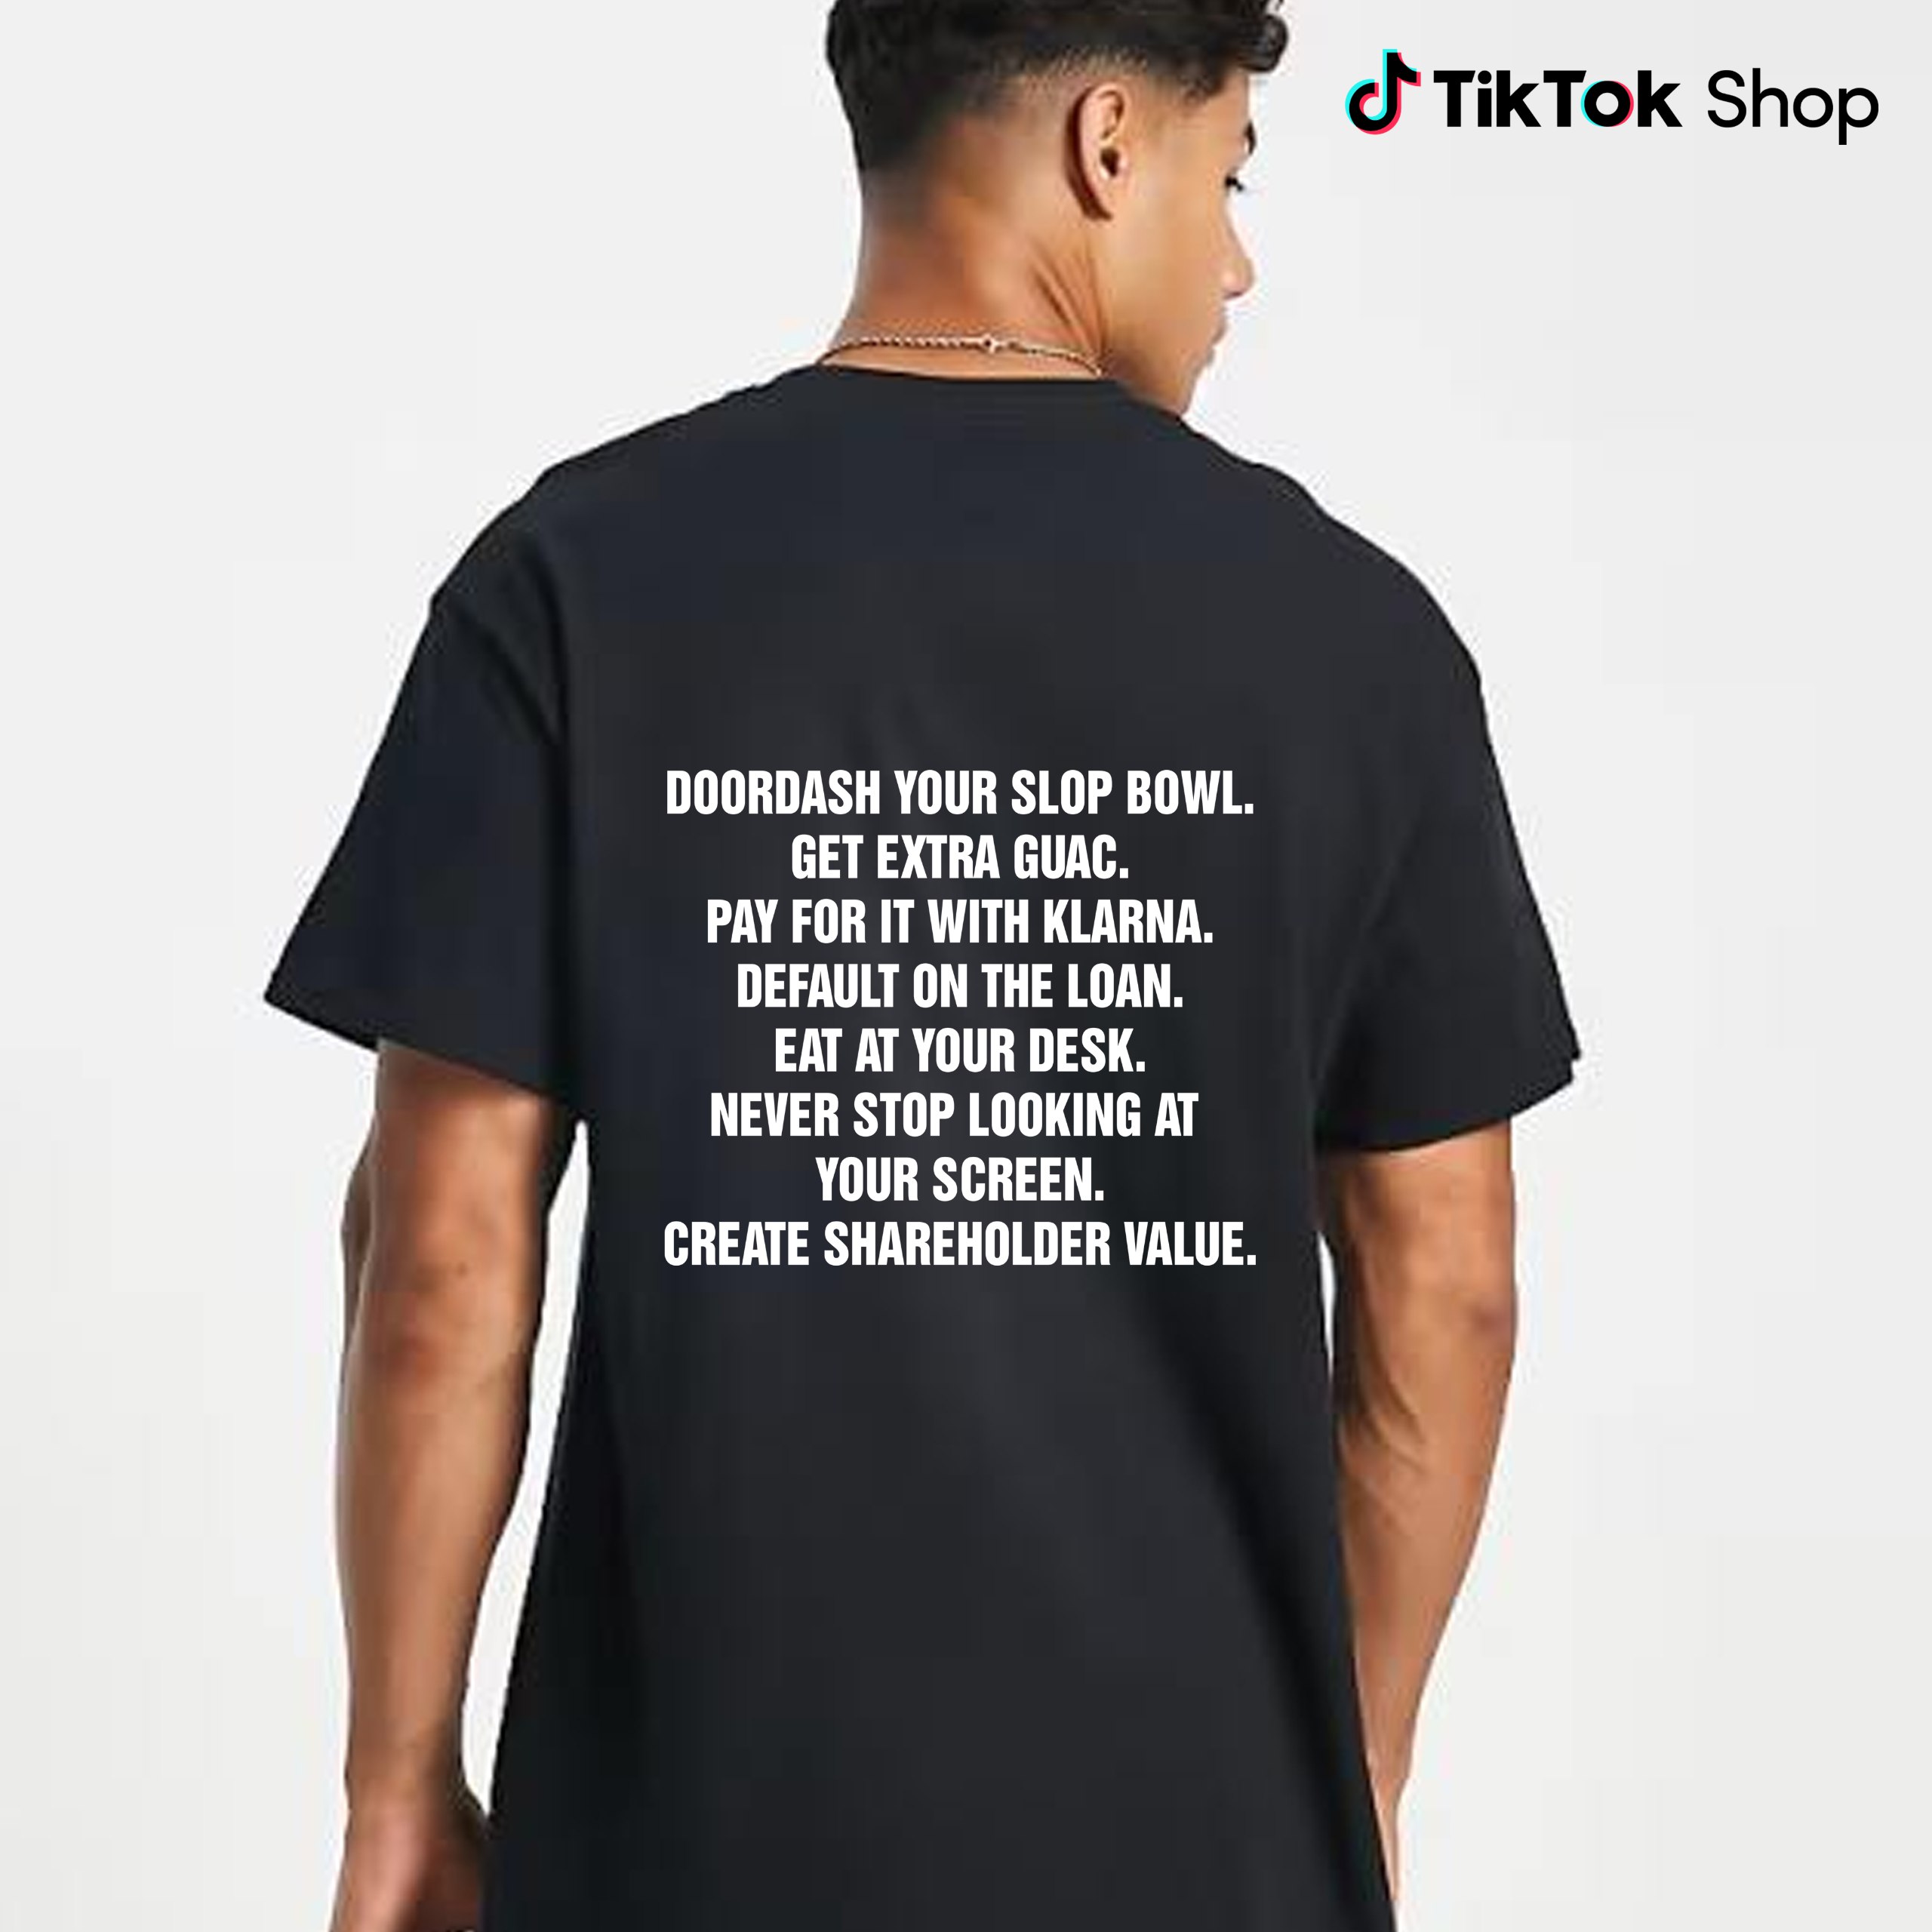 TikTok Shop
DOORDASH YOUR SLOP BOWL.
GET EXTRA GUAC.
PAY FOR IT WITH KLARNA.
DEFAULT ON THE LOAN.
EAT AT YOUR DESK.
NEVER STOP LOOKING AT
YOUR SCREEN.
CREATE SHAREHOLDER VALUE.